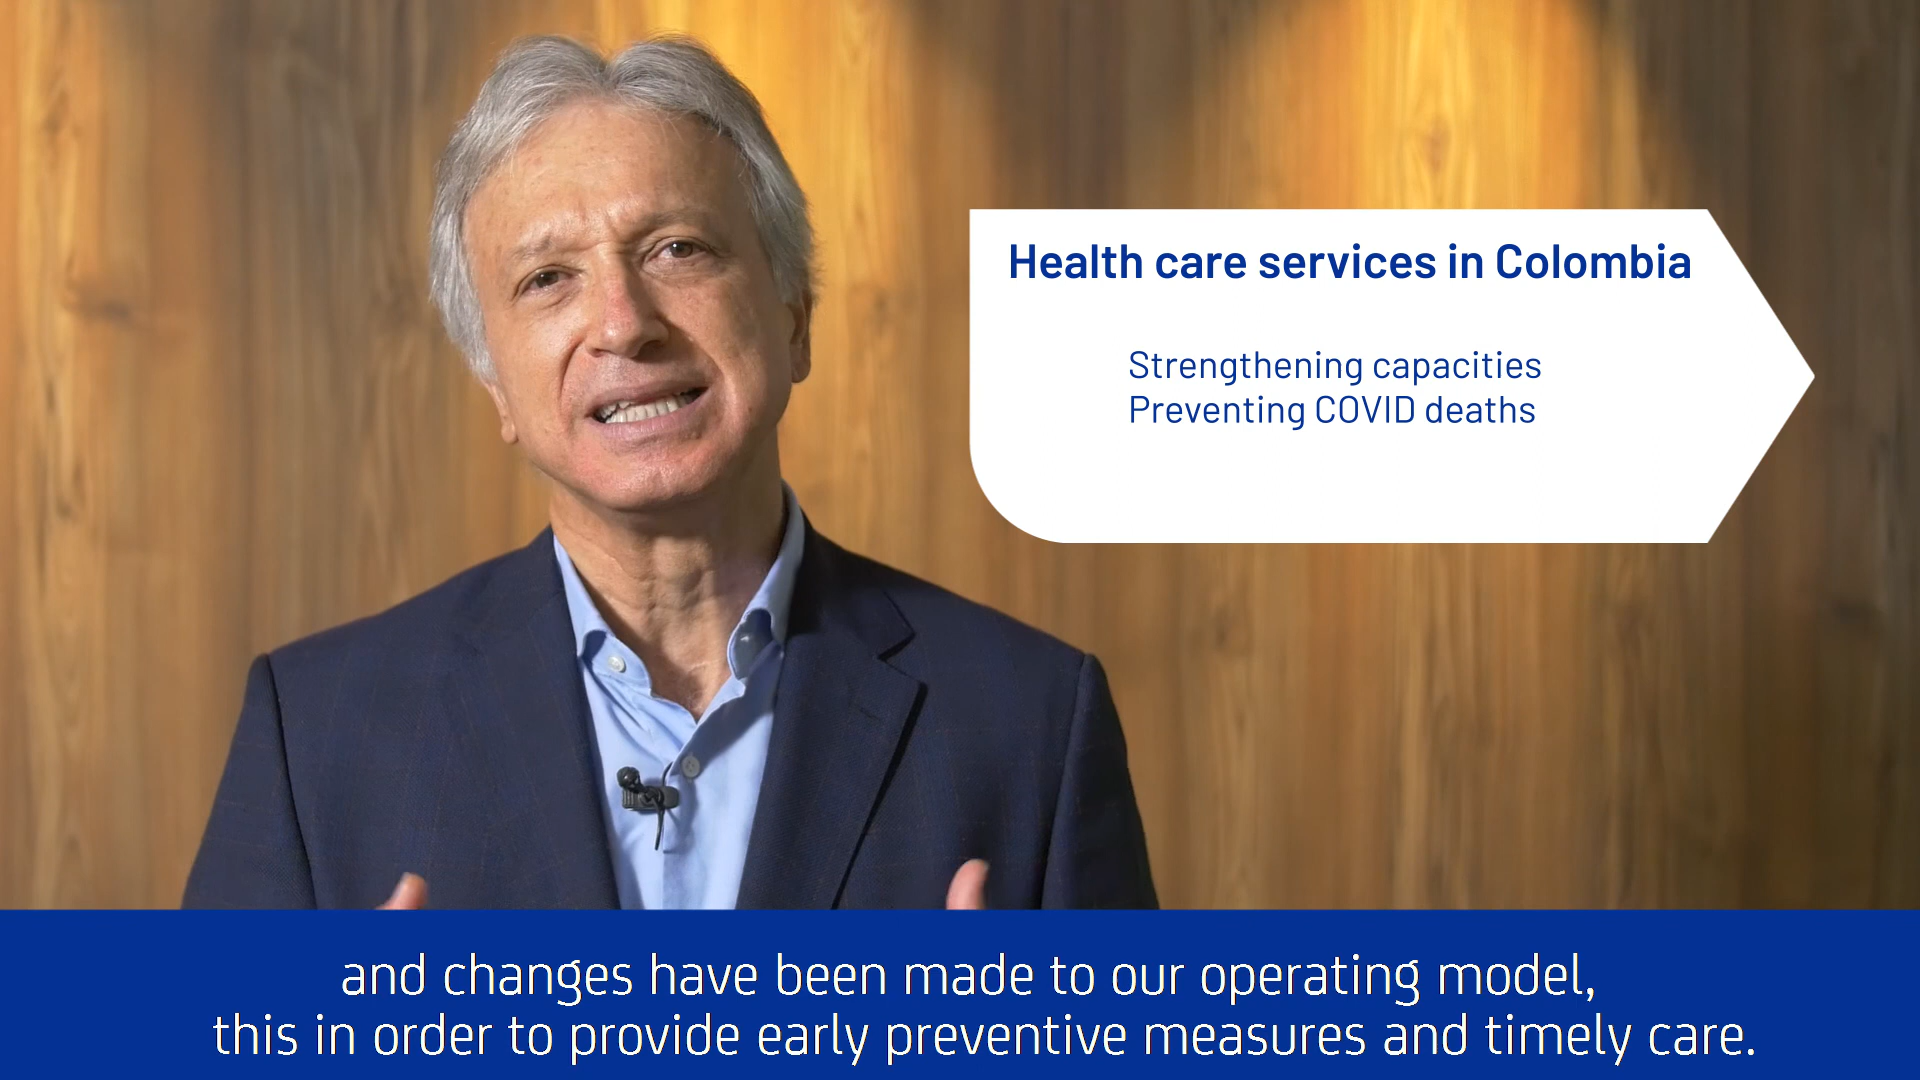 Health care services in Colombia
Strengthening capacities
Preventing COVID deaths
and changes have been made to our operating model,
this in order to provide early preventive measures and timely care.